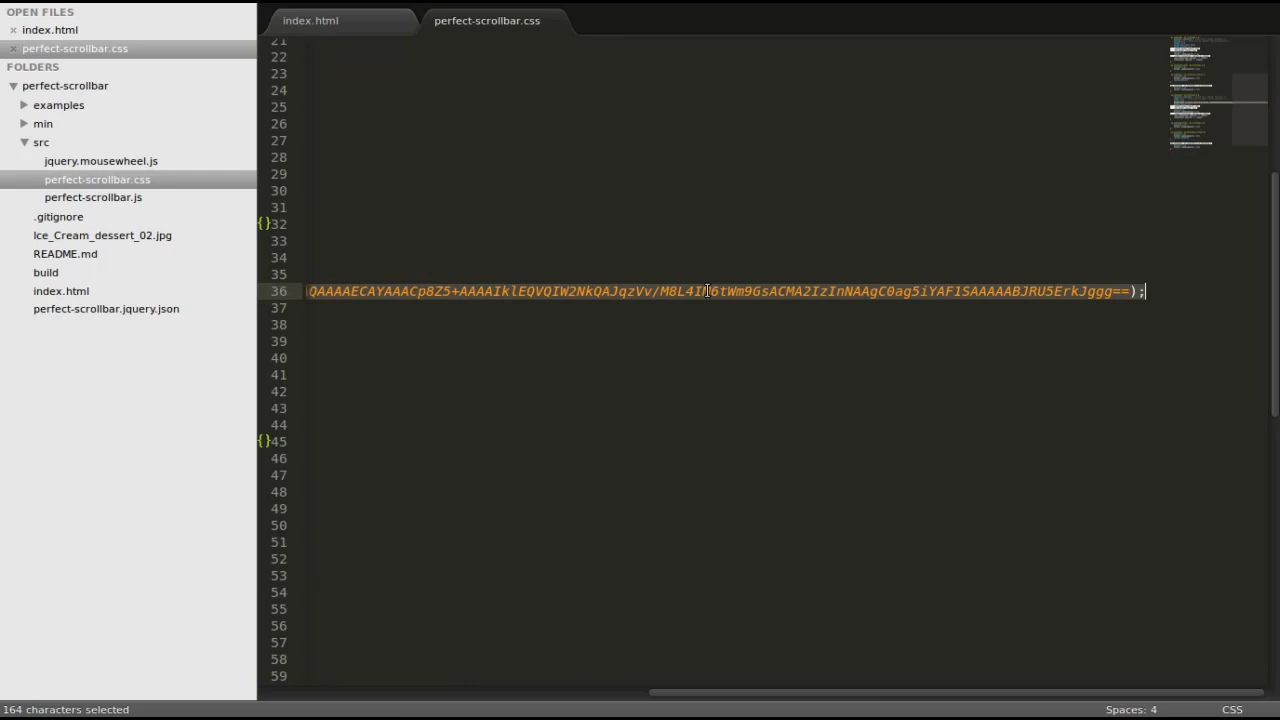 OPEN FILES
index.html
perfect-scrollbar.css
FOLDERS
perfect-scrollbar
examples
min
src
jquery.mousewheel.js
perfect-scrollbar.css
perfect-scrollbar.js
.gitignore
Ice_Cream_dessert_02.jpg
README.md
build
index.html
perfect-scrollbar.jquery.json
index.html
perfect-scrollbar.css
21
22
23
24
25
26
27
28
29
30
31
{}32
33
34
35
36 QAAAAECAYAAACp8Z5+AAAAIklEQVQIW2NkQAJqzVv/M8L4IM6tWm9GsACMA2IzInNAAgC0ag5iYAF1SAAAAABJRU5ErkJggg==);
37
38
39
40
41
42
43
44
{}45
46
47
48
49
50
51
52
53
54
55
56
57
58
59
164 characters selected
Spaces: 4
CSS